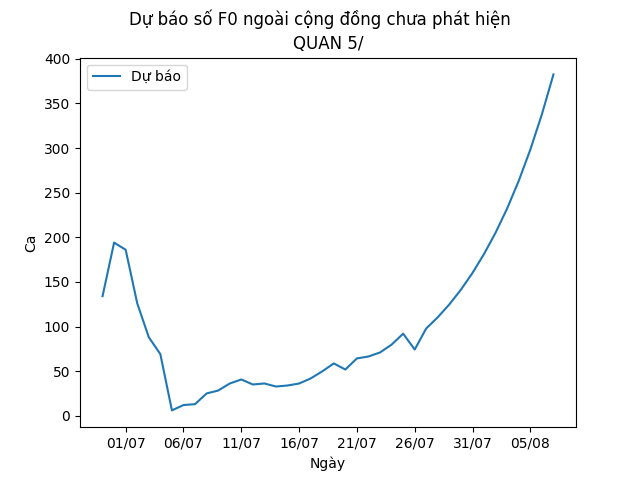 Dự báo số F0 ngoài cộng đồng chưa phát hiện
QUAN 5/
Dự báo
400
350
300
250
200
150
100
50
0
Ca
01/07 06/07 11/07 16/07 21/07 26/07 31/07 05/08
Ngày